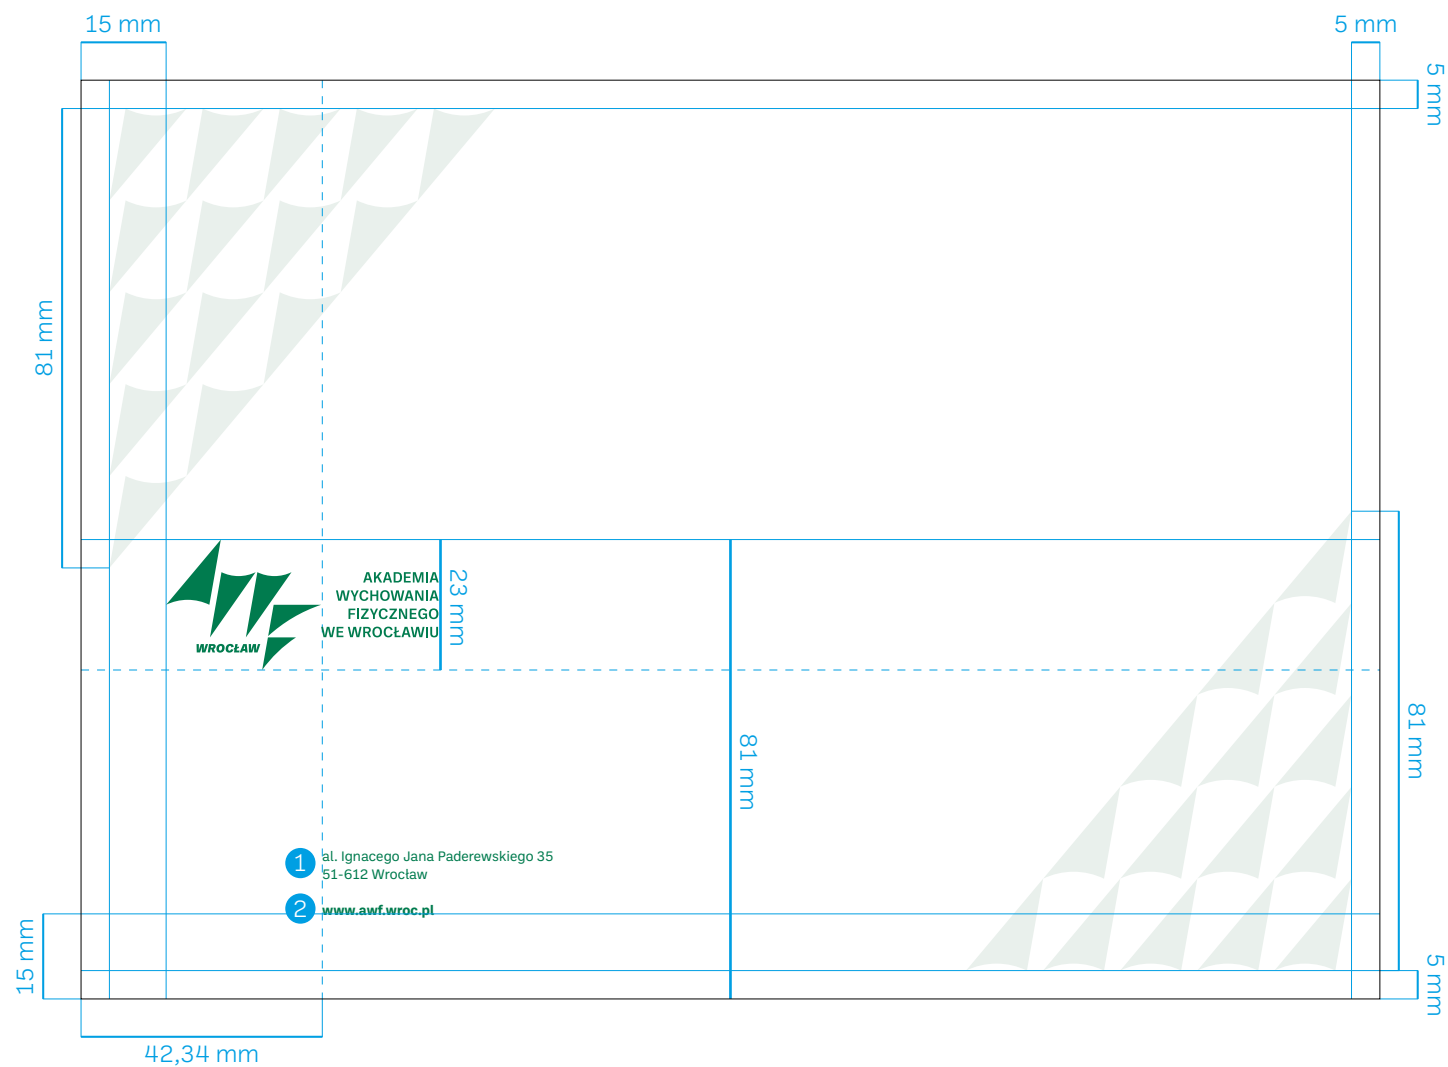 15 mm
5 mm
5 mm
81 mm
WROCŁAW
AKADEMIA
WYCHOWANIA
FIZYCZNEGO
WE WROCŁAWIU
23 mm
81 mm
81 mm
1 al. Ignacego Jana Paderewskiego 35
51-612 Wrocław
2 www.awf.wroc.pl
15 mm
5 mm
42,34 mm